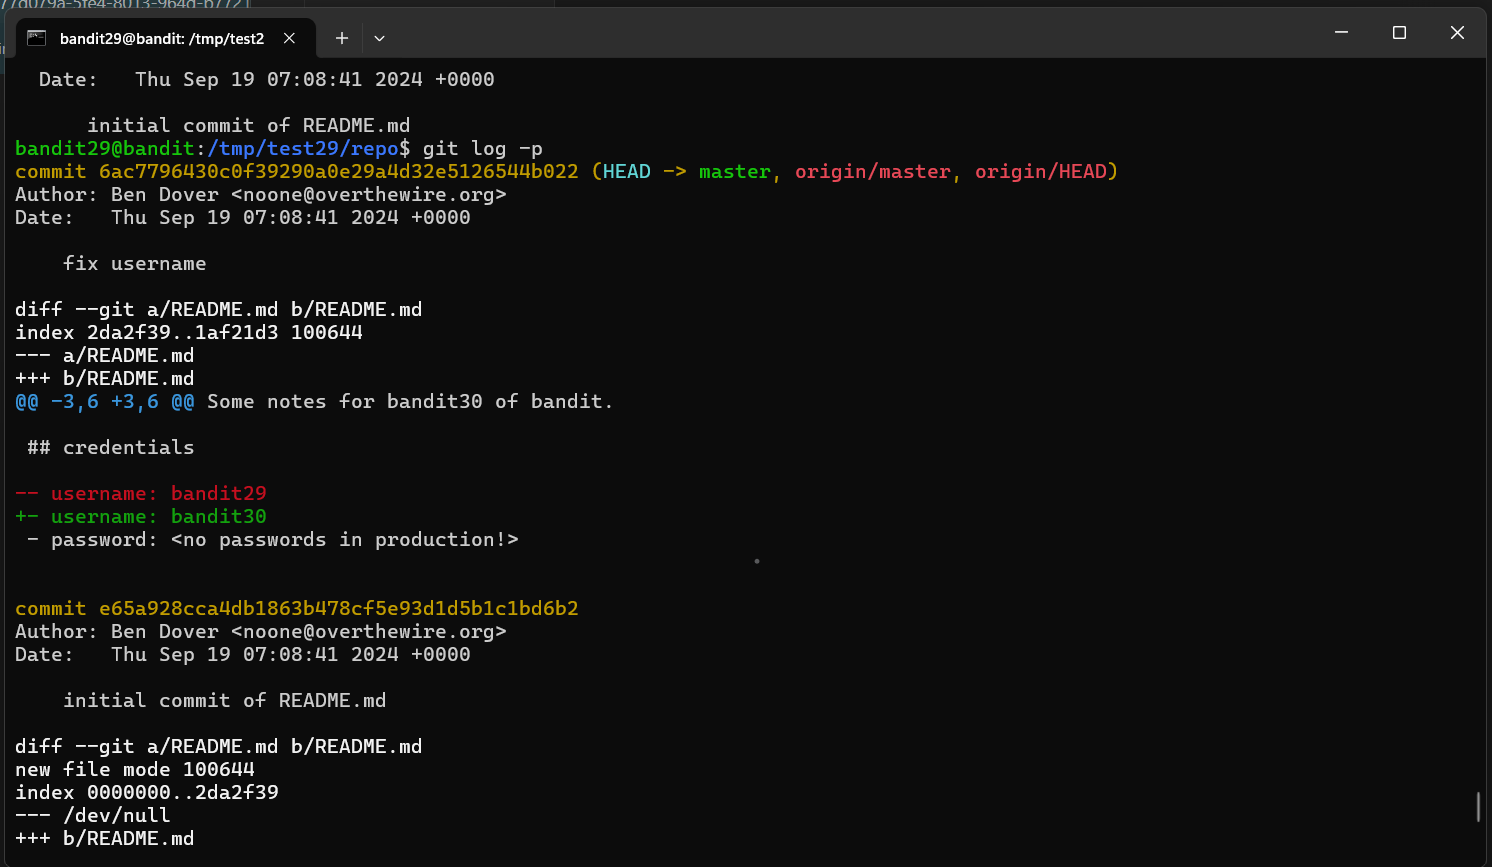 77d079a-5fe4-8013-964d-b7721
bandit29@bandit: /tmp/test2
Date:   Thu Sep 19 07:08:41 2024 +0000
initial commit of README.md
bandit29@bandit:/tmp/test29/repo$ git log -p
commit 6ac7796430c0f39290a0e29a4d32e5126544b022 (HEAD -> master, origin/master, origin/HEAD)
Author: Ben Dover <noone@overthewire.org>
Date:   Thu Sep 19 07:08:41 2024 +0000
fix username
diff --git a/README.md b/README.md
index 2da2f39..1af21d3 100644
--- a/README.md
+++ b/README.md
@@ -3,6 +3,6 @@ Some notes for bandit30 of bandit.
## credentials
-- username: bandit29
+- username: bandit30
- password: <no passwords in production!>
commit e65a928cca4db1863b478cf5e93d1d5b1c1bd6b2
Author: Ben Dover <noone@overthewire.org>
Date:   Thu Sep 19 07:08:41 2024 +0000
initial commit of README.md
diff --git a/README.md b/README.md
new file mode 100644
index 0000000..2da2f39
--- /dev/null
+++ b/README.md